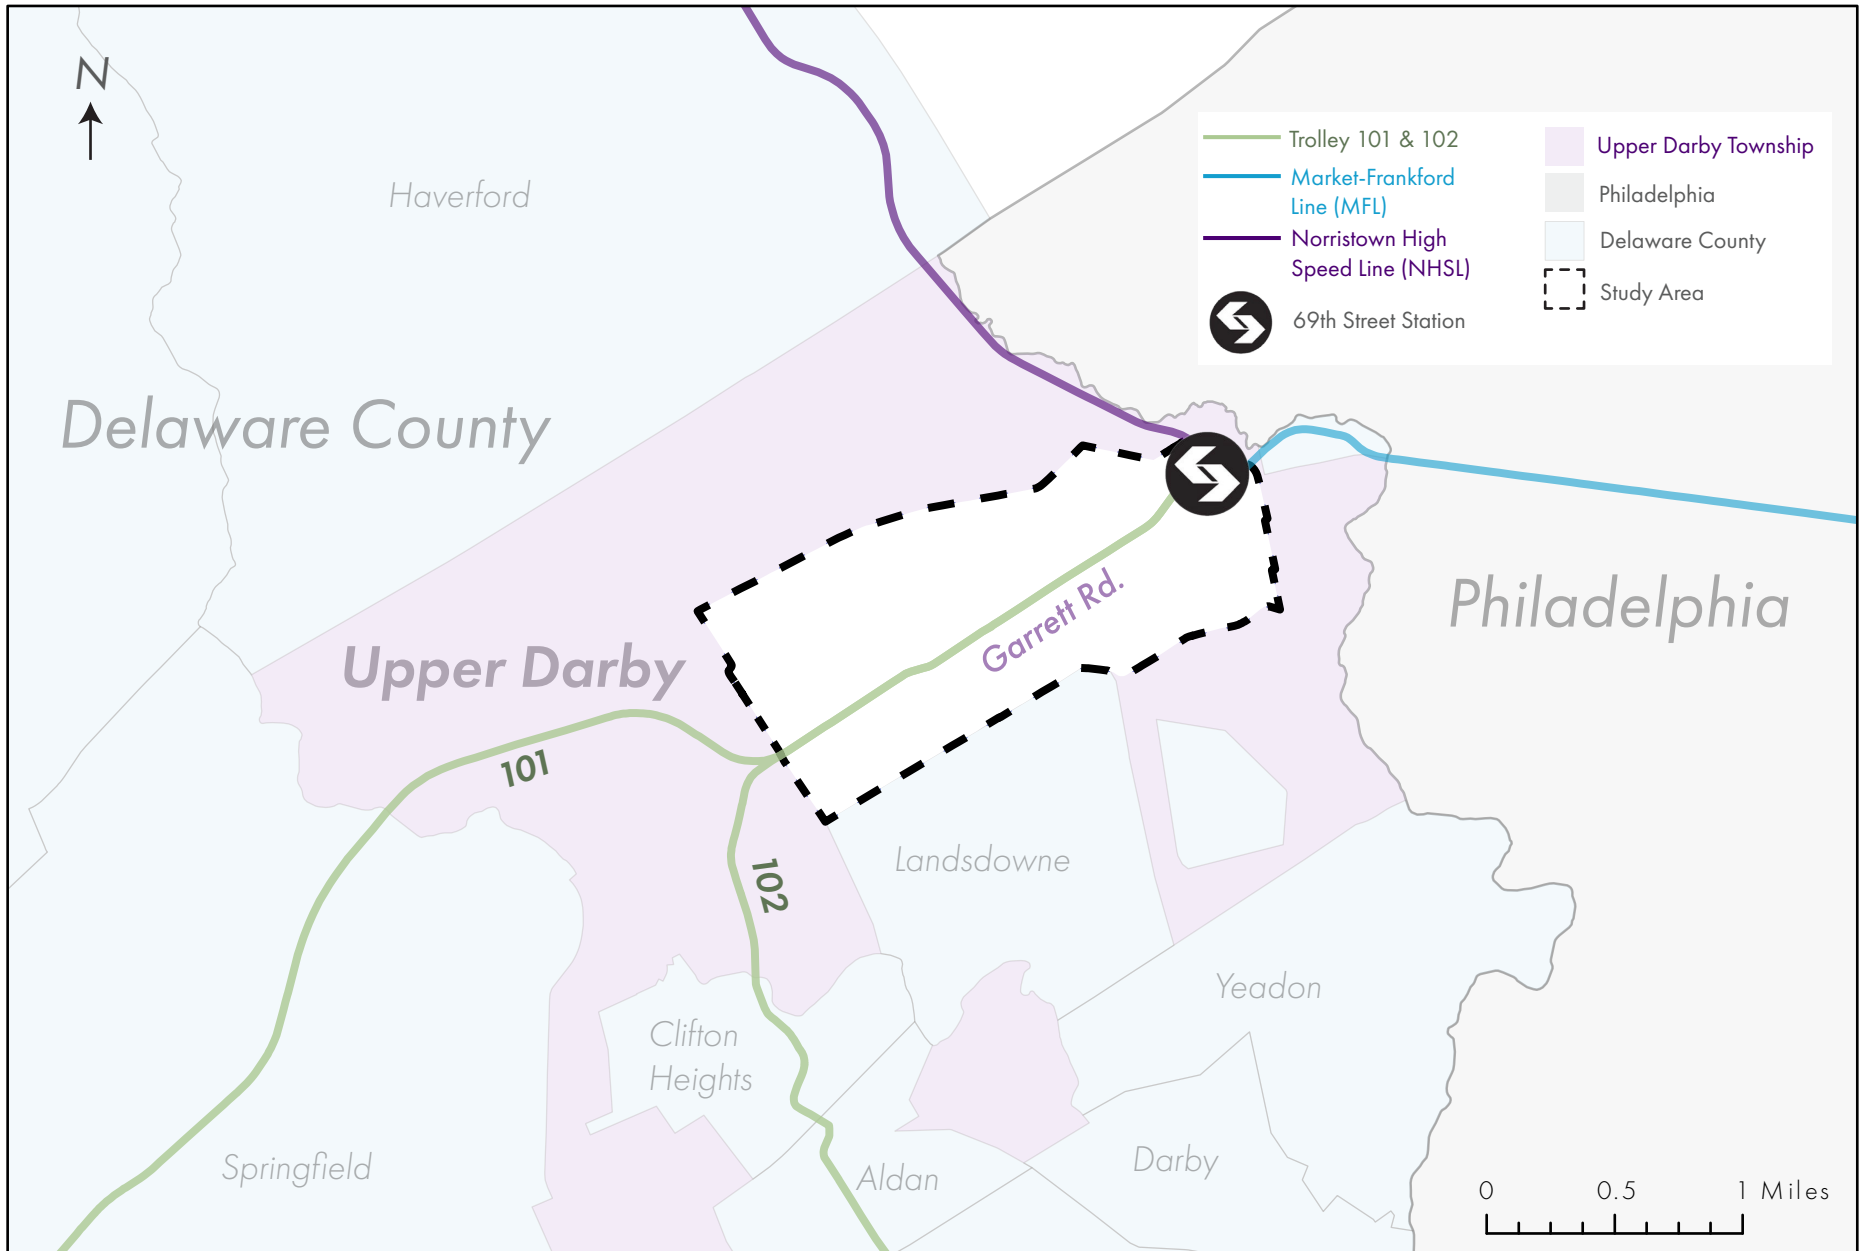 N
Haverford
Trolley 101 & 102
Market-Frankford
Line (MFL)
Norristown High
Speed Line (NHSL)
69th Street Station
Upper Darby Township
Philadelphia
Delaware County
Study Area
Delaware County
Philadelphia
Garrett Rd.
Upper Darby
101
102
Landsdowne
Yeadon
Clifton
Heights
Springfield
Aldan
Darby
0 0.5 1 Miles